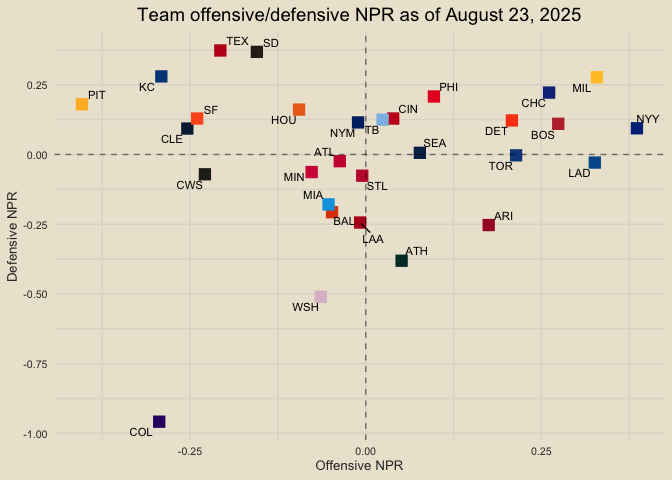 Team offensive/defensive NPR as of August 23, 2025
TEX
SD
KC
PIT
PHI
MIL
CHC
SF
HOU
CIN
NYY
CLE
NYM
TB
DET
BOS
0.25
0.00
-0.25
-0.50
-0.75
-1.00
Defensive NPR
SEA
ATL
TOR
LAD
MIN
CWS
STL
MIA
BAL
ARI
LAA
ATH
WSH
COL
-0.25
0.00
0.25
Offensive NPR